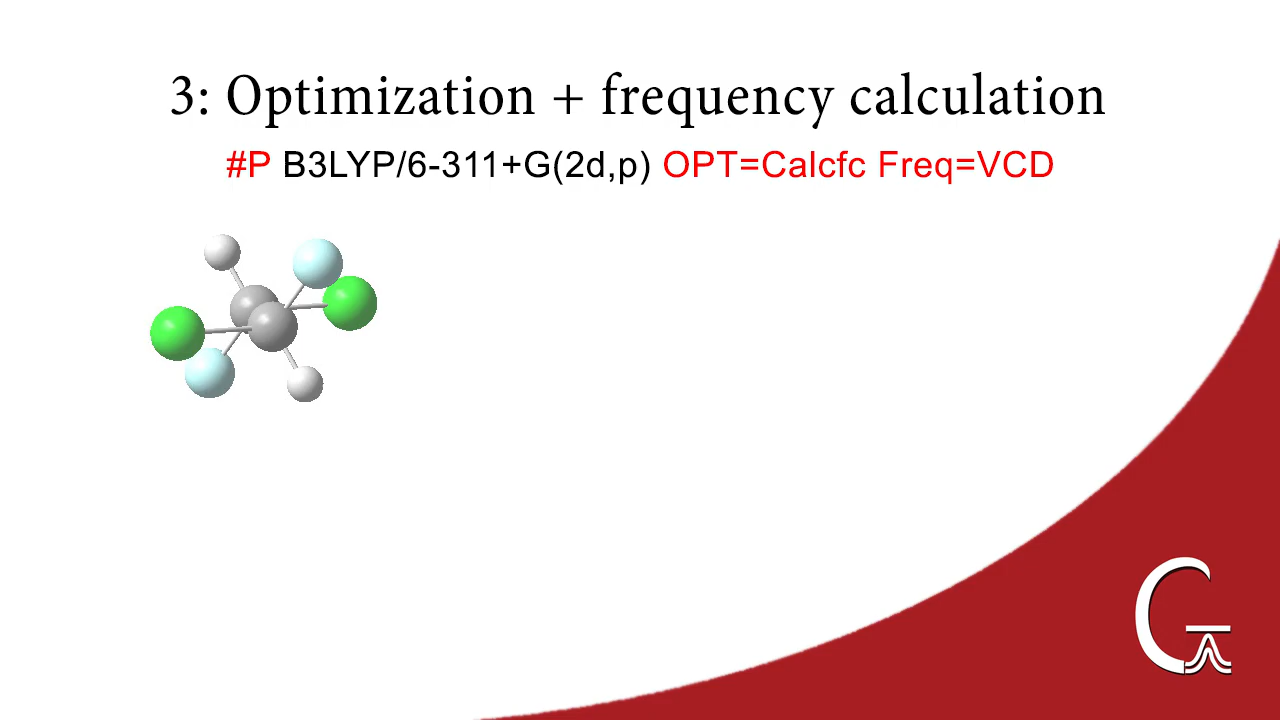 3: Optimization + frequency calculation
#P B3LYP/6-311+G(2d,p) OPT=Calcfc Freq=VCD
G